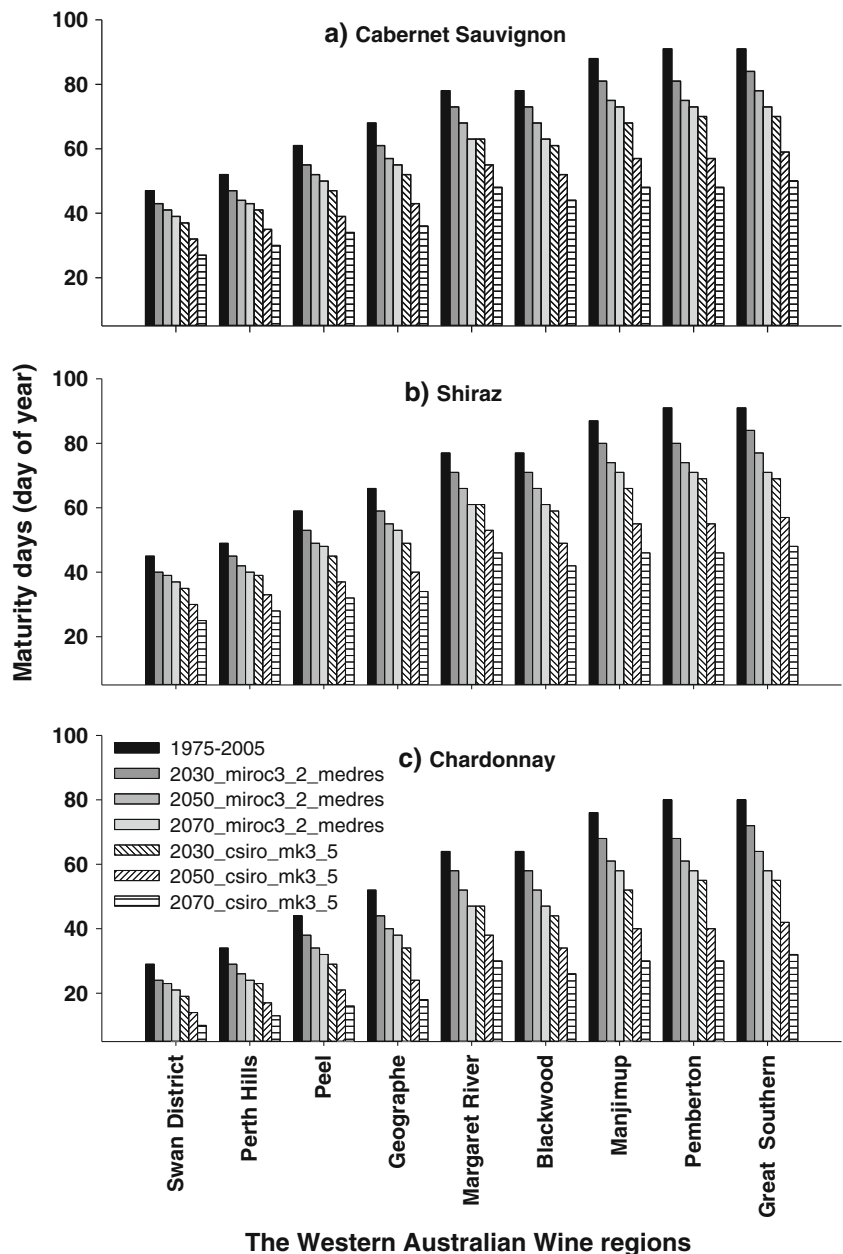 a) Cabernet Sauvignon
100
80
60
40
20
b) Shiraz
100
80
60
40
20
Maturity days (day of year)
c) Chardonnay
100
80
60
40
20
1975-2005
2030_miroc3_2_medres
2050_miroc3_2_medres
2070_miroc3_2_medres
2030_csiro_mk3_5
2050_csiro_mk3_5
2070_csiro_mk3_5
Swan District
Perth Hills
Peel
Geographe
Margaret River
Blackwood
Manjimup
Pemberton
Great Southern
The Western Australian Wine regions